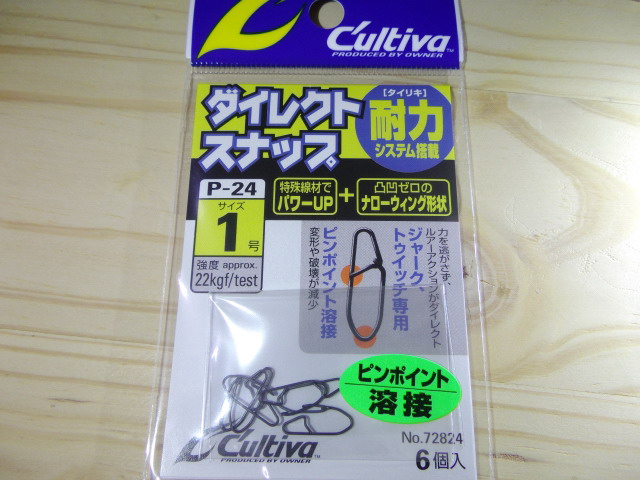 Cultiva™
PRODUCED BY OWNER
ダイレクト
スナップ
[タイリキ]
耐力
システム搭載
P-24
サイズ
1号
強度 approx.
22kgf/test
特殊線材で
パワーUP
+
凸凹ゼロの
ナローウィング形状
力を逃がさず、
ルアーアクションがダイレクト
ジャーク、
トゥイッチ専用
ピンポイント溶接
変形や破壊が減少
ピンポイント
溶接
Cultiva
PRODUCED BY OWNER
No.72824
6個入